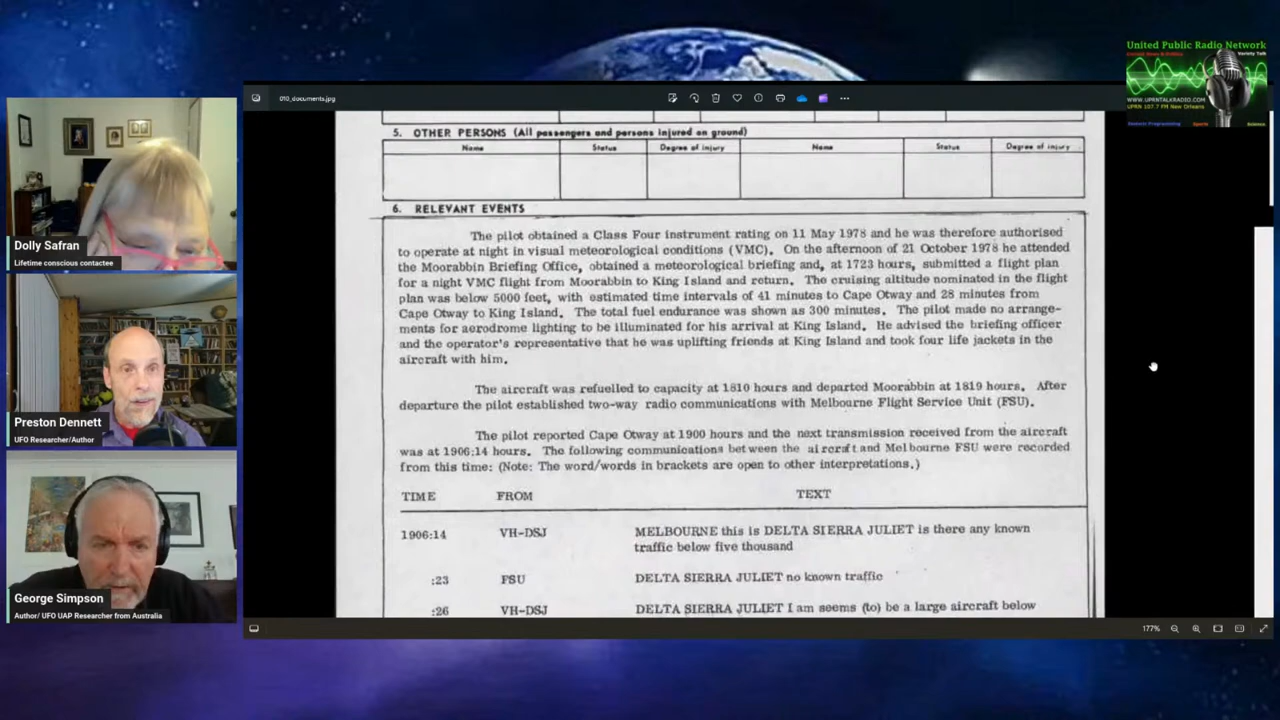 United Public Radio Network
Variety Talk
WWW.UPRNTALKRADIO.COM
UPRN 107.7 FM New Orleans
Sports
Science
010_documents.jpg
5. OTHER PERSONS (All passengers and persons injured on ground)
Name Status Degree of injury Name Status Degree of injury
6. RELEVANT EVENTS
The pilot obtained a Class Four instrument rating on 11 May 1978 and he was therefore authorised
to operate at night in visual meteorological conditions (VMC). On the afternoon of 21 October 1978 he attended
the Moorabbin Briefing Office, obtained a meteorological briefing and, at 1723 hours, submitted a flight plan
for a night VMC flight from Moorabbin to King Island and return. The cruising altitude nominated in the flight
plan was below 5000 feet, with estimated time intervals of 41 minutes to Cape Otway and 28 minutes from
Cape Otway to King Island. The total fuel endurance was shown as 300 minutes. The pilot made no arrange-
ments for aerodrome lighting to be illuminated for his arrival at King Island. He advised the briefing officer
and the operator's representative that he was uplifting friends at King Island and took four life jackets in the
aircraft with him.
The aircraft was refuelled to capacity at 1810 hours and departed Moorabbin at 1819 hours. After
departure the pilot established two-way radio communications with Melbourne Flight Service Unit (FSU).
The pilot reported Cape Otway at 1900 hours and the next transmission received from the aircraft
was at 1906:14 hours. The following communications between the aircraft and Melbourne FSU were recorded
from this time: (Note: The word/words in brackets are open to other interpretations.)
TIME FROM TEXT
1906:14 VH-DSJ MELBOURNE this is DELTA SIERRA JULIET is there any known
traffic below five thousand
:23 FSU DELTA SIERRA JULIET no known traffic
:26 VH-DSJ DELTA SIERRA JULIET I am seems (to) be a large aircraft below
177%
Dolly Safran
Lifetime conscious contactee
Preston Dennett
UFO Researcher/Author
George Simpson
Author/ UFO UAP Researcher from Australia